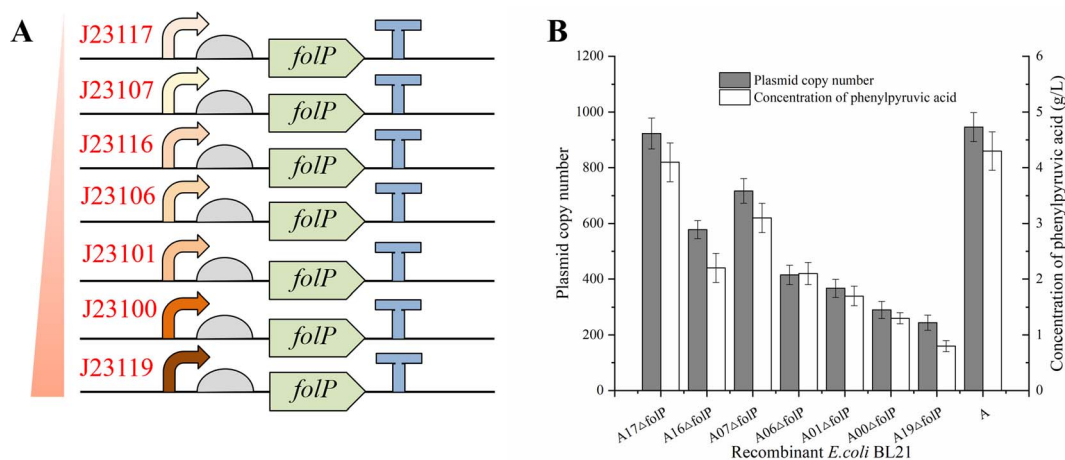 A
J23117
folP
J23107
folP
J23116
folP
J23106
folP
J23101
folP
J23100
folP
J23119
folP
B
1200
1000
800
600
400
200
0
Plasmid copy number
Plasmid copy number
Concentration of phenylpyruvic acid
6
5
4
3
2
1
0
Concentration of phenylpyruvic acid (g/L)
A17△folP
A16△folP
A07△folP
A06△folP
A01△folP
A00△folP
A19△folP
A
Recombinant E.coli BL21